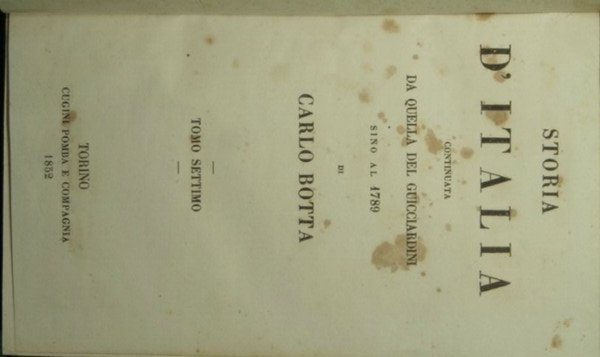 STORIA
D'ITALIA
CONTINUATA
DA QUELLA DEL GUICCIARDINI
SINO AL 1789
DI
CARLO BOTTA
TOMO SETTIMO
TORINO
CUGINI POMBA E COMPAGNIA
1852